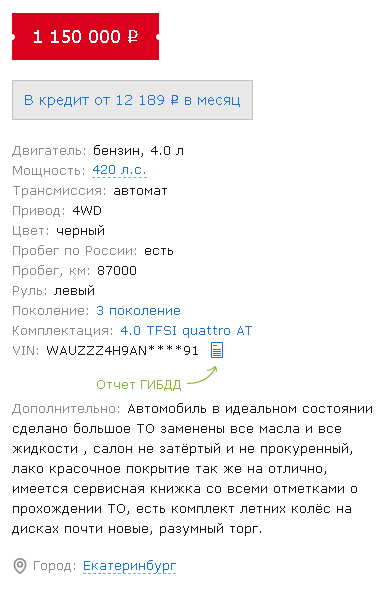 1 150 000 ₽
В кредит от 12 189 ₽ в месяц
Двигатель: бензин, 4.0 л
Мощность: 420 л.с.
Трансмиссия: автомат
Привод: 4WD
Цвет: черный
Пробег по России: есть
Пробег, км: 87000
Руль: левый
Поколение: 3 поколение
Комплектация: 4.0 TFSI quattro AT
VIN: WAUZZZ4H9AN****91
Отчет ГИБДД
Дополнительно: Автомобиль в идеальном состоянии
сделано большое ТО заменены все масла и все
жидкости , салон не затёртый и не прокуренный,
лако красочное покрытие так же на отлично,
имеется сервисная книжка со всеми отметками о
прохождении ТО, есть комплект летних колёс на
дисках почти новые, разумный торг.
Город: Екатеринбург